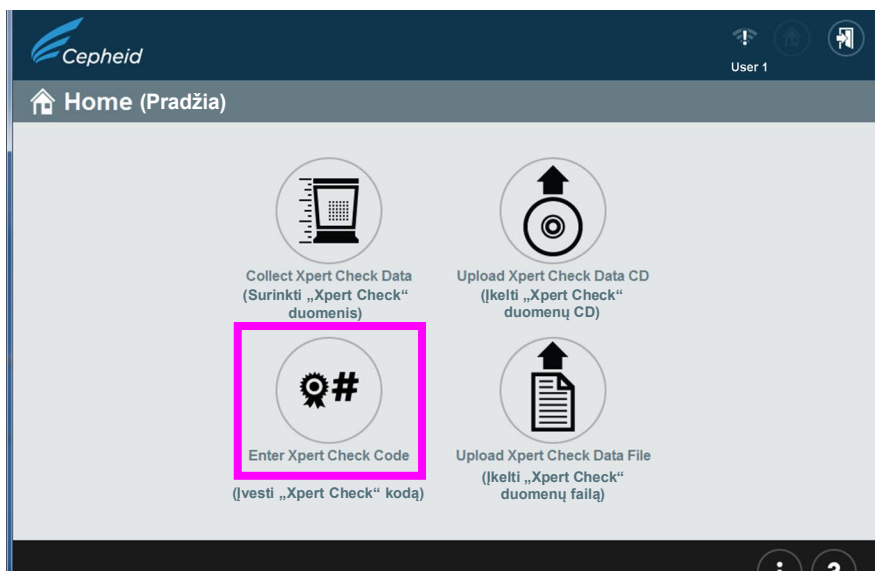 Cepheid
User 1
Home (Pradžia)
Collect Xpert Check Data
(Surinkti „Xpert Check“
duomenis)
Upload Xpert Check Data CD
(Įkelti „Xpert Check“
duomenų CD)
#
Enter Xpert Check Code
(Įvesti „Xpert Check“ kodą)
Upload Xpert Check Data File
(Įkelti „Xpert Check“
duomenų failą)
i ?